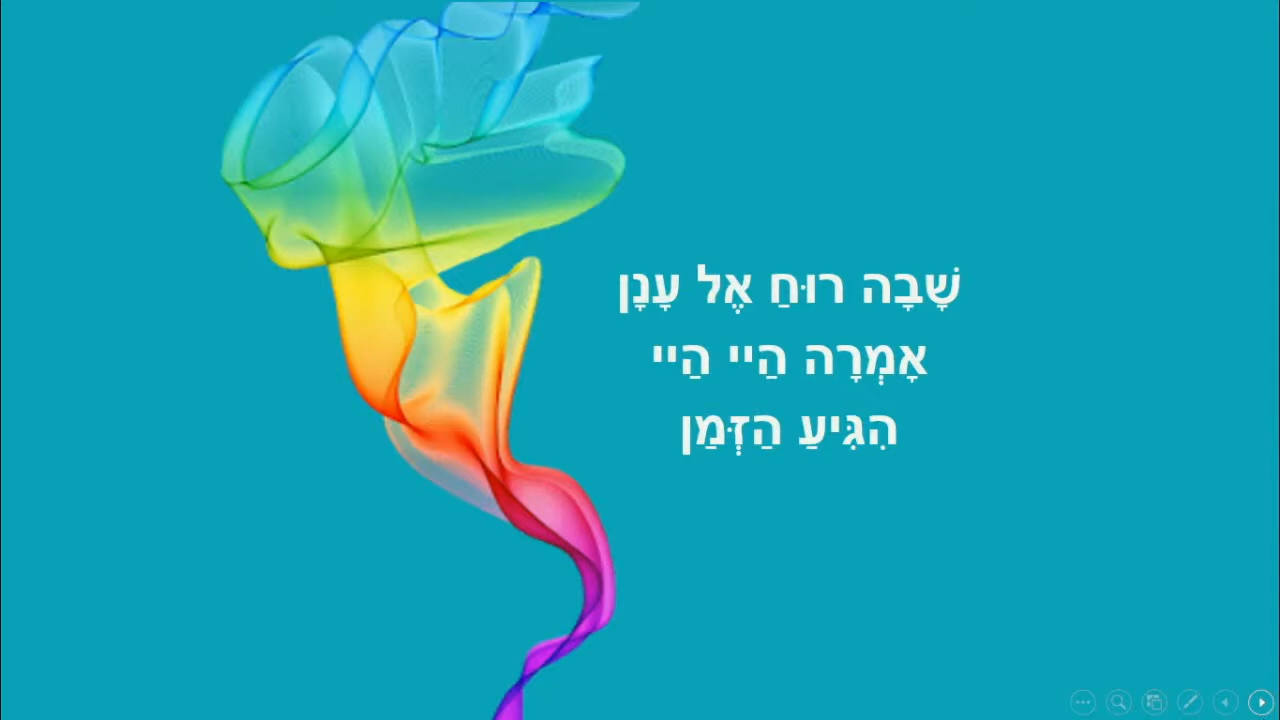 שָׁבָה רוּחַ אֶל עָנָן
אָמְרָה הַיי הַיי
הִגִּיעַ הַזְּמַן